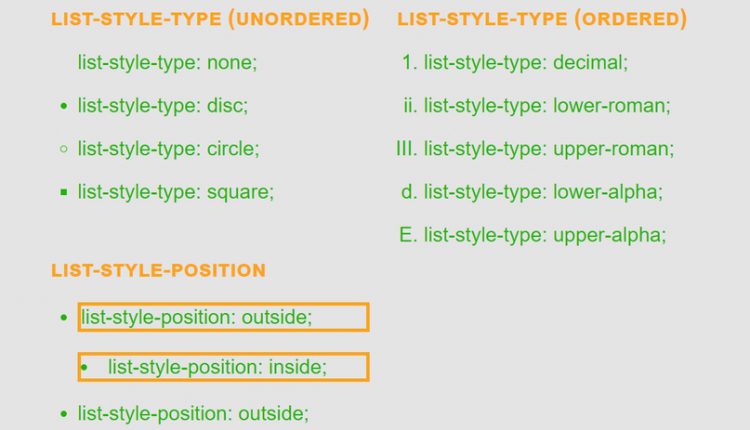 LIST-STYLE-TYPE (UNORDERED)
list-style-type: none;
• list-style-type: disc;
○ list-style-type: circle;
▪ list-style-type: square;
LIST-STYLE-TYPE (ORDERED)
1. list-style-type: decimal;
ii. list-style-type: lower-roman;
III. list-style-type: upper-roman;
d. list-style-type: lower-alpha;
E. list-style-type: upper-alpha;
LIST-STYLE-POSITION
• list-style-position: outside;
• list-style-position: inside;
• list-style-position: outside;